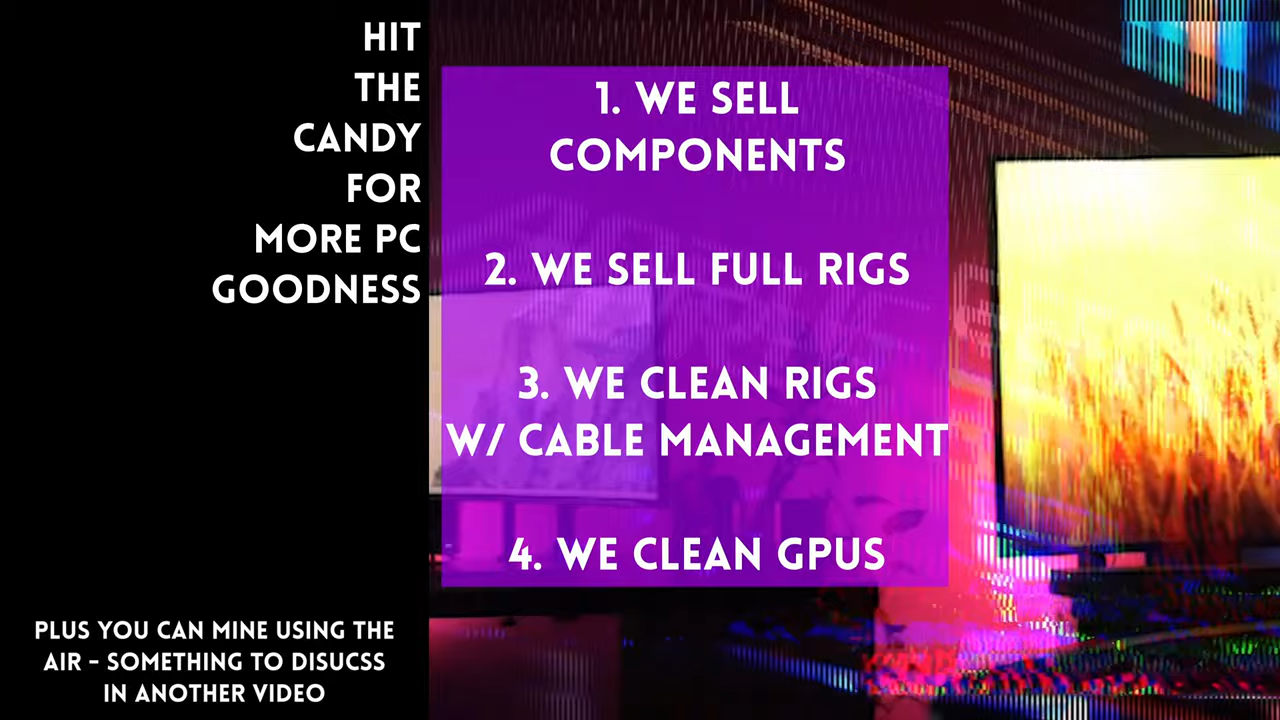 HIT
THE
CANDY
FOR
MORE PC
GOODNESS
1. WE SELL
COMPONENTS
2. WE SELL FULL RIGS
3. WE CLEAN RIGS
W/ CABLE MANAGEMENT
4. WE CLEAN GPUS
PLUS YOU CAN MINE USING THE
AIR - SOMETHING TO DISUCSS
IN ANOTHER VIDEO